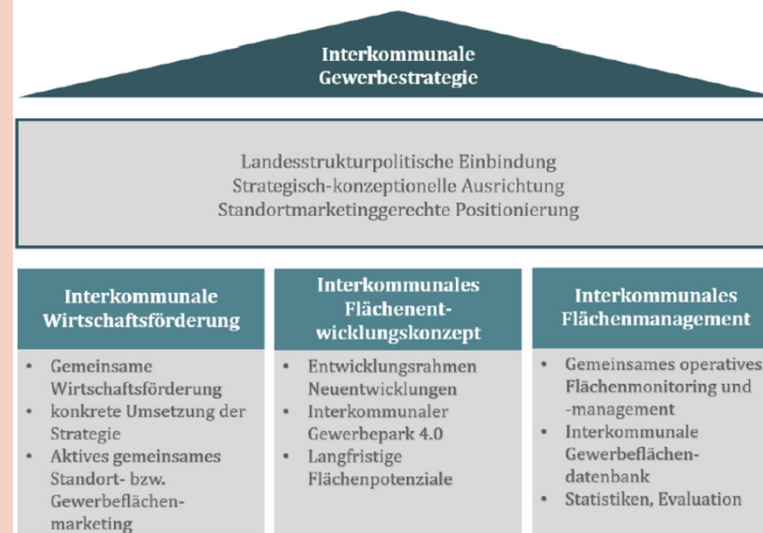 Interkommunale
Gewerbestrategie
Landesstrukturpolitische Einbindung
Strategisch-konzeptionelle Ausrichtung
Standortmarketinggerechte Positionierung
Interkommunale
Wirtschaftsförderung
• Gemeinsame
Wirtschaftsförderung
• konkrete Umsetzung der
Strategie
• Aktives gemeinsames
Standort- bzw.
Gewerbeflächen-
marketing
Interkommunales
Flächenent-
wicklungskonzept
• Entwicklungsrahmen
Neuentwicklungen
• Interkommunaler
Gewerbepark 4.0
• Langfristige
Flächenpotenziale
Interkommunales
Flächenmanagement
• Gemeinsames operatives
Flächenmonitoring und
-management
• Interkommunale
Gewerbeflächen-
datenbank
• Statistiken, Evaluation